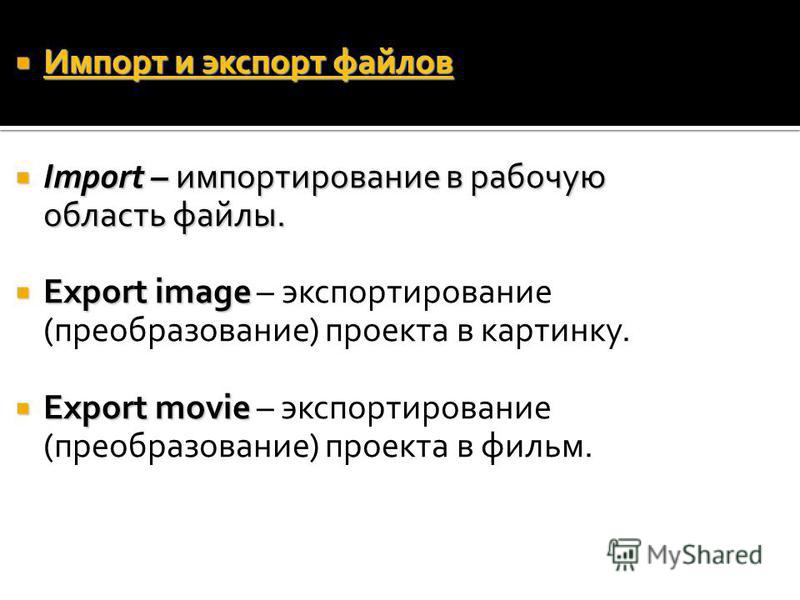 Импорт и экспорт файлов
Import – импортирование в рабочую
область файлы.
Export image – экспортирование
(преобразование) проекта в картинку.
Export movie – экспортирование
(преобразование) проекта в фильм.
MyShared